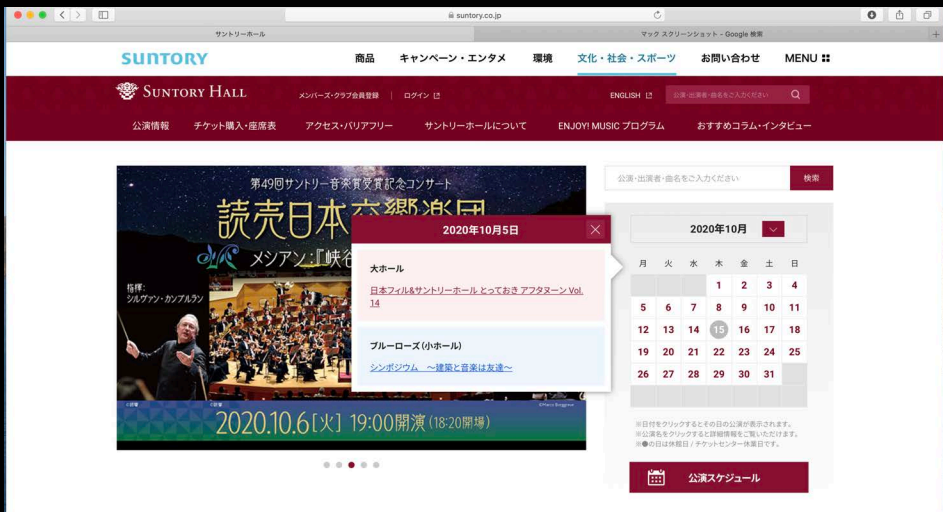 suntory.co.jp
サントリーホール
マック スクリーンショット - Google 検索
SUNTORY
商品
キャンペーン・エンタメ
環境
文化・社会・スポーツ
お問い合わせ
MENU
SUNTORY HALL
メンバーズ・クラブ会員登録
ログイン
ENGLISH
公演・出演者・曲名をご入力ください
公演情報
チケット購入・座席表
アクセス・バリアフリー
サントリーホールについて
ENJOY! MUSIC プログラム
おすすめコラム・インタビュー
第49回サントリー音楽賞受賞記念コンサート
読売日本交響楽団
メシアン:『峡谷
指揮:
シルヴァン・カンブルラン
2020.10.6[火] 19:00開演(18:20開場)
2020年10月5日
大ホール
日本フィル&サントリーホール とっておき アフタヌーン Vol.
14
ブルーローズ(小ホール)
シンポジウム ～建築と音楽は友達～
公演・出演者・曲名をご入力ください
検索
2020年10月
月 火 水 木 金 土 日
1 2 3 4
5 6 7 8 9 10 11
12 13 14 15 16 17 18
19 20 21 22 23 24 25
26 27 28 29 30 31
※日付をクリックするとその日の公演が表示されます。
※公演名をクリックすると詳細情報をご覧いただけます。
※●の日は休館日 / チケットセンター休業日です。
公演スケジュール